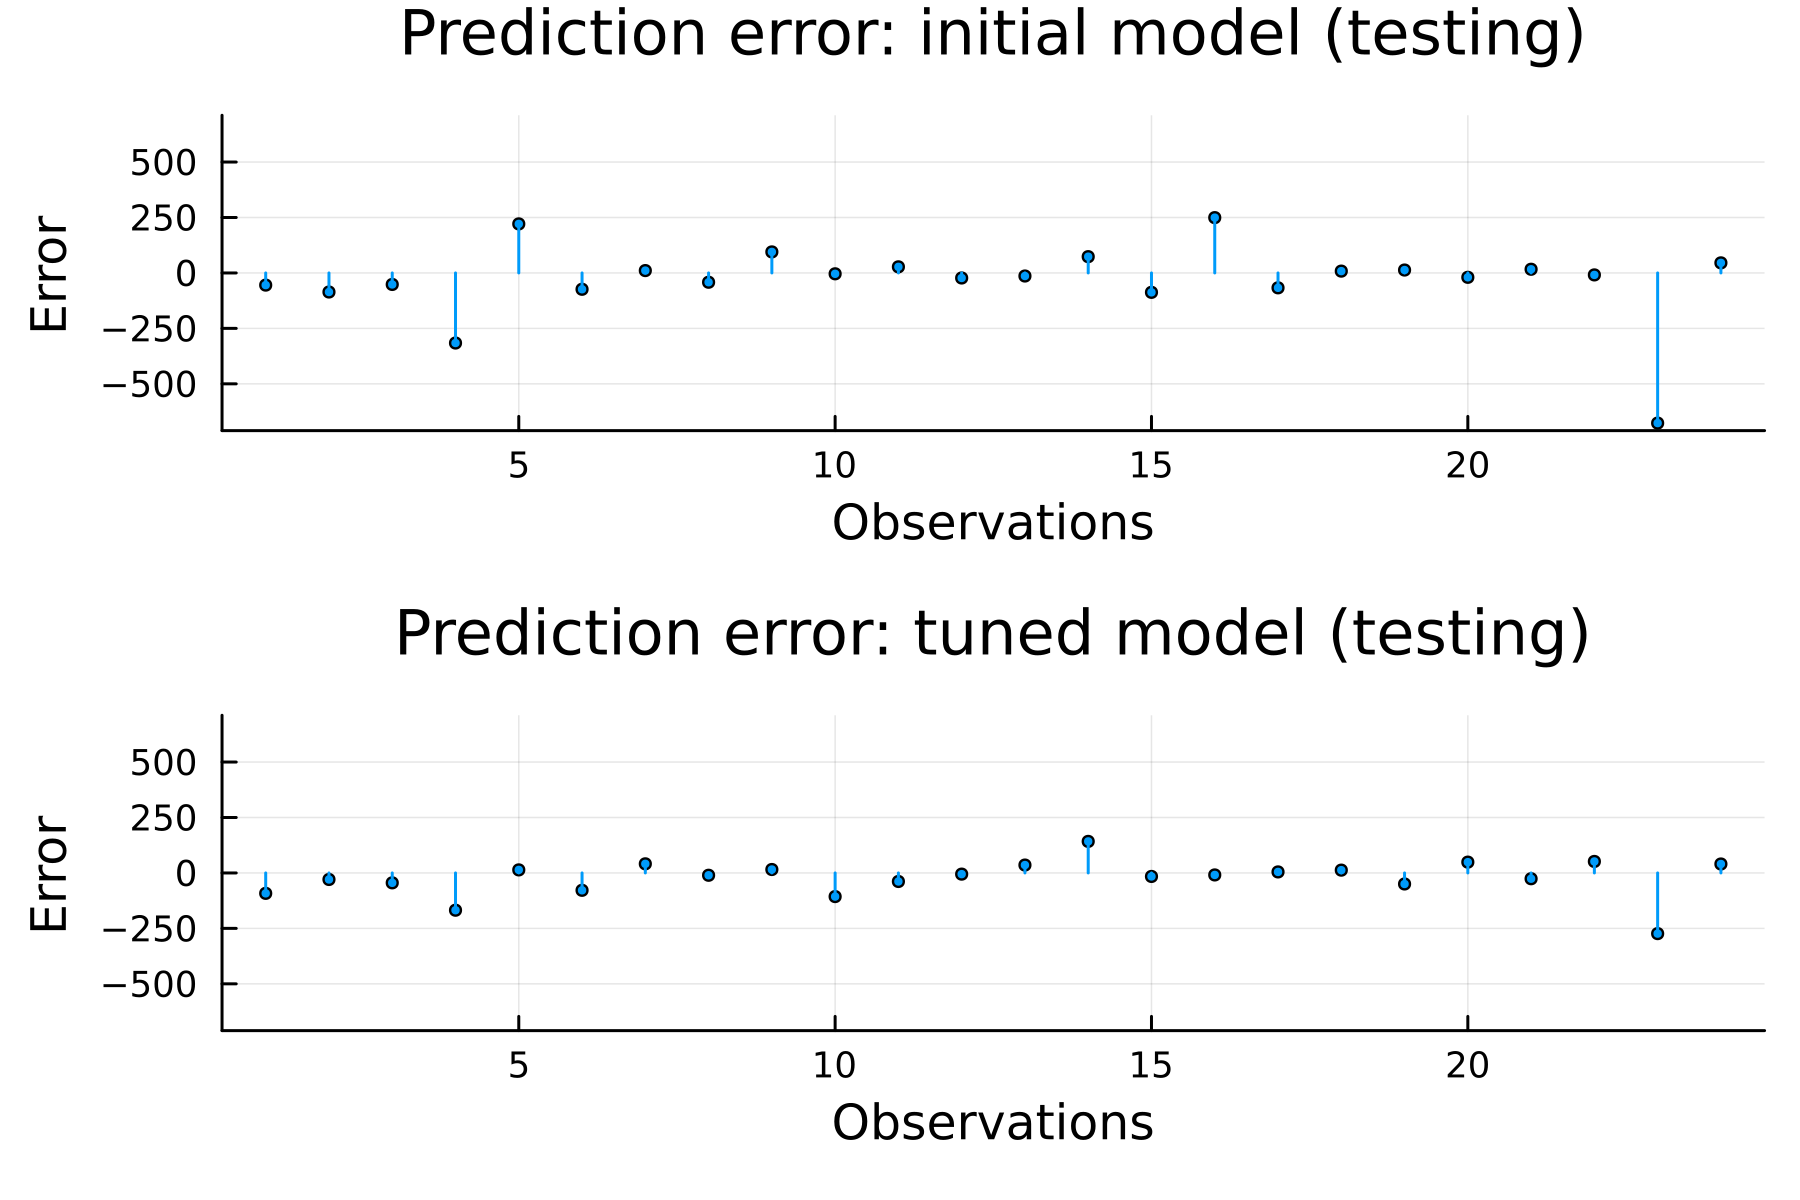 Prediction error: initial model (testing)
500
250
0
−250
−500
Error
5 10 15 20
Observations
Prediction error: tuned model (testing)
500
250
0
−250
−500
Error
5 10 15 20
Observations